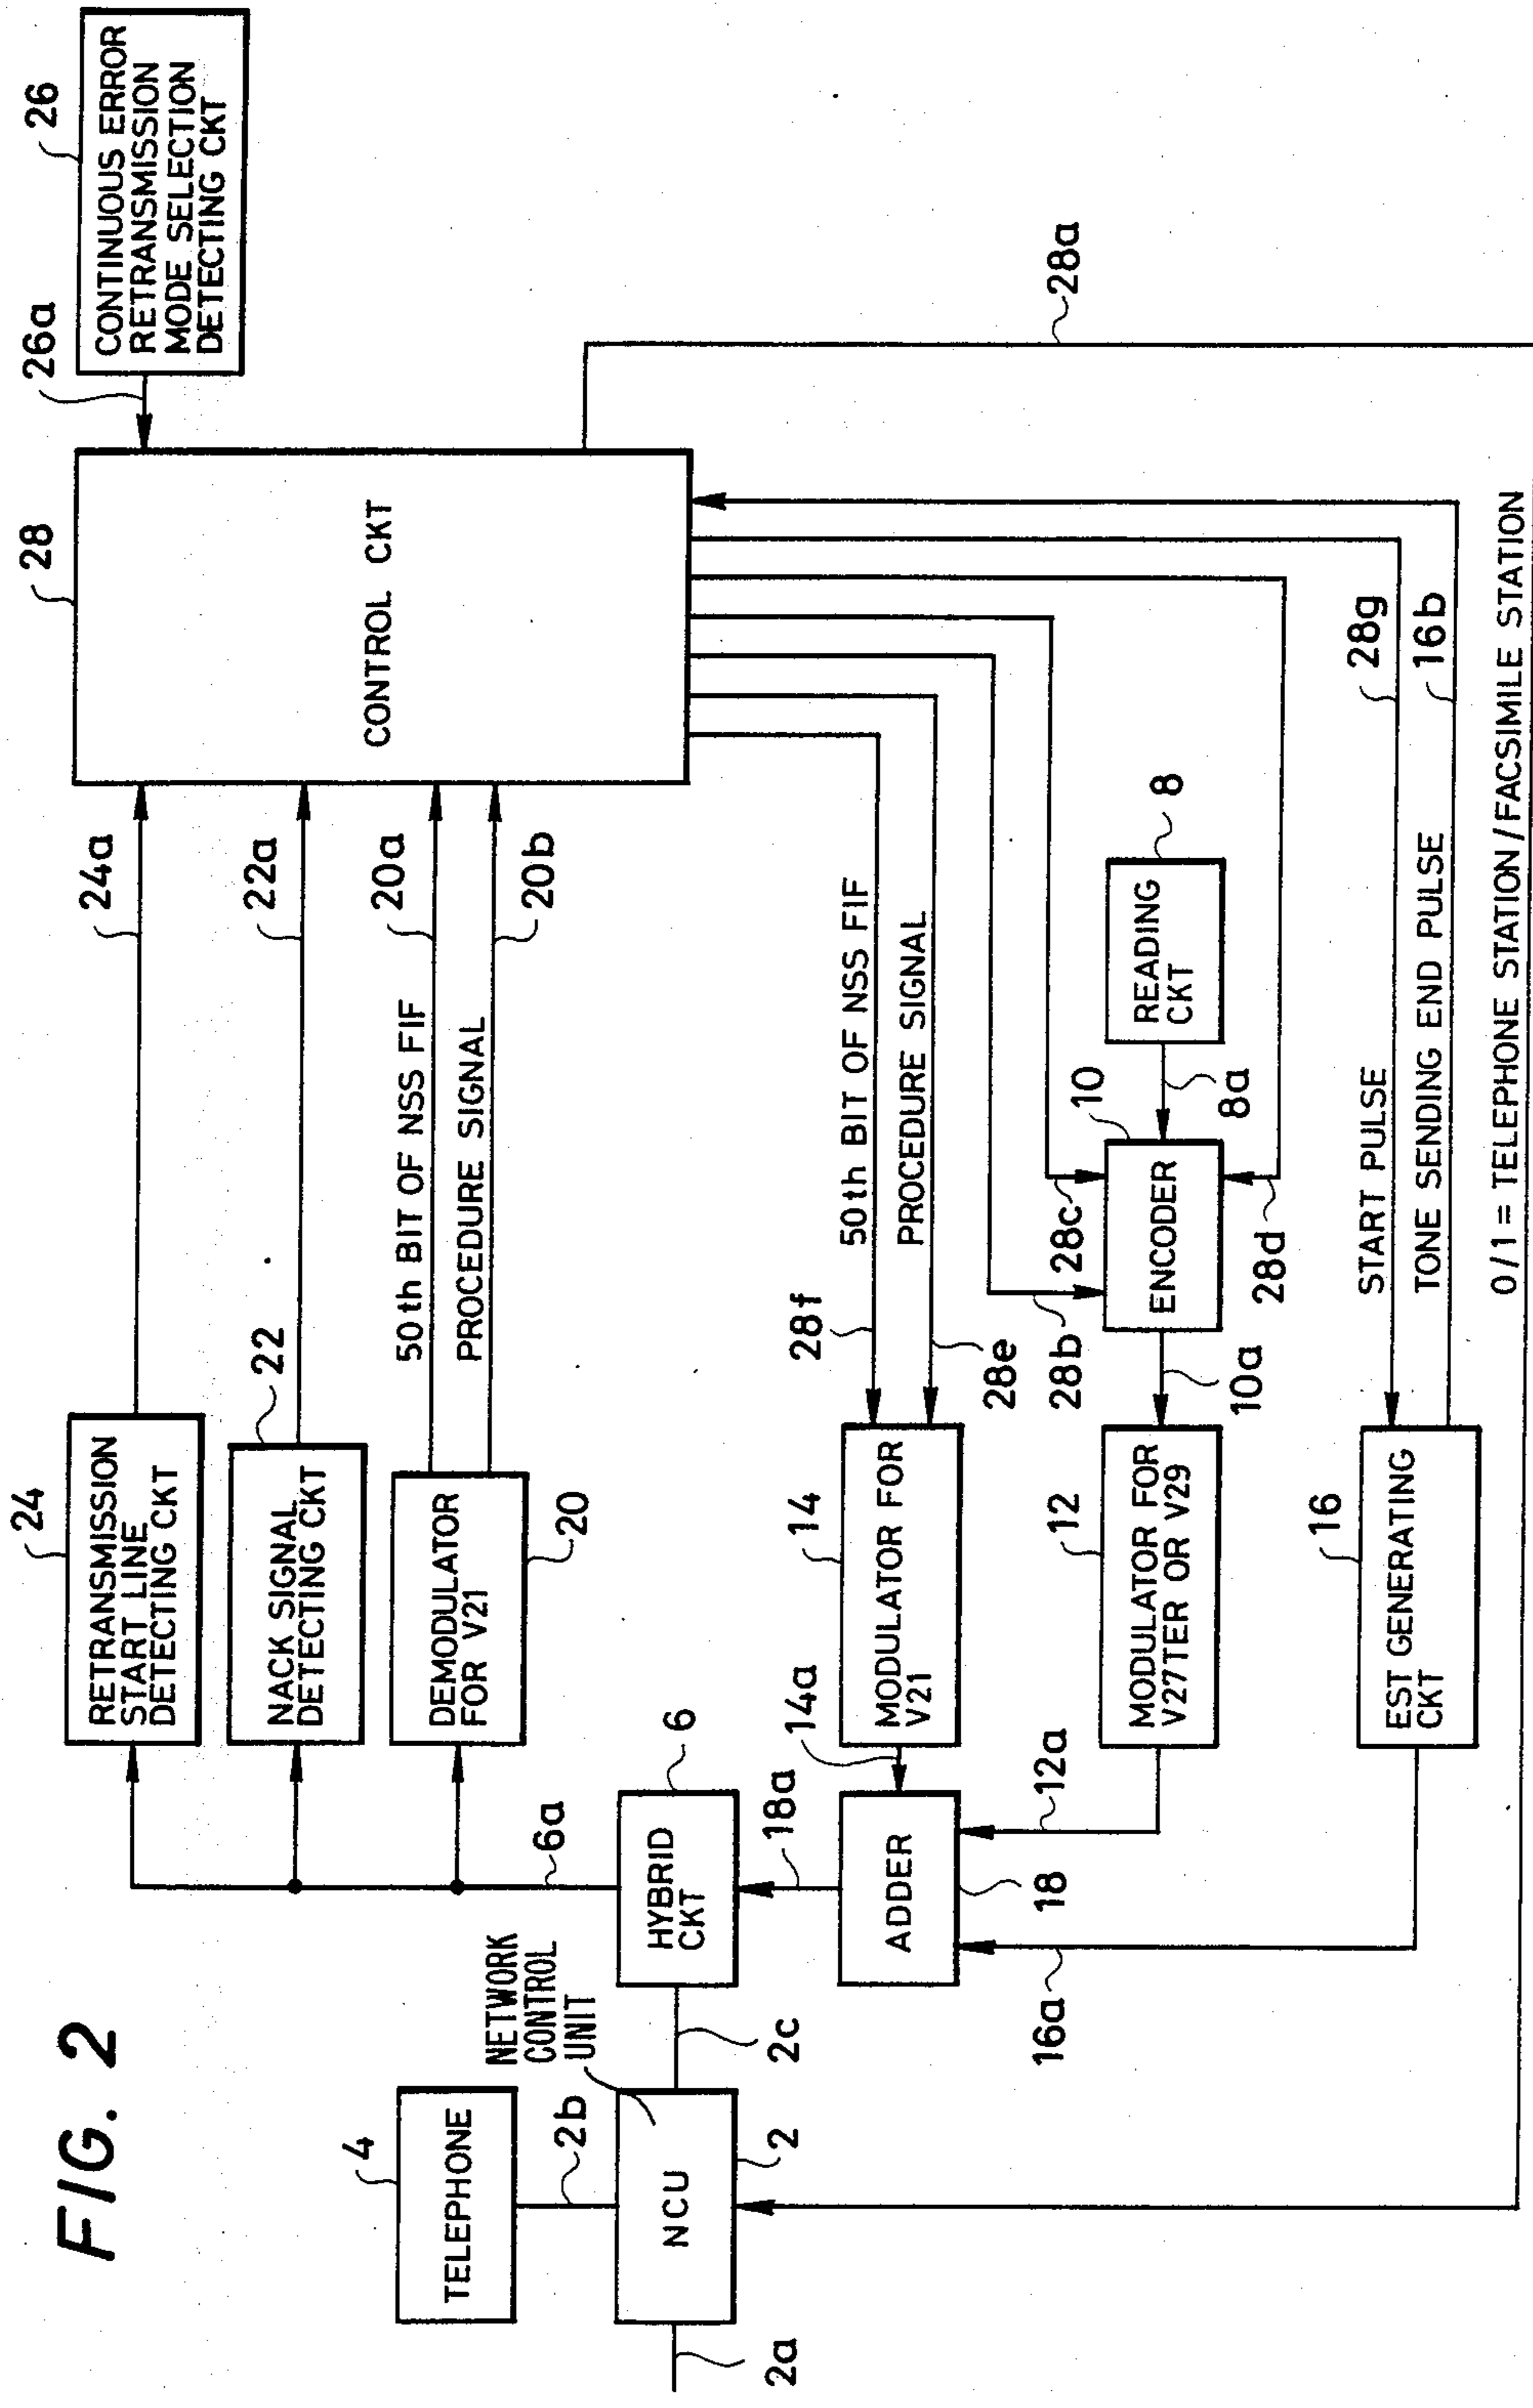 FIG. 2
24
RETRANSMISSION
START LINE
DETECTING CKT
24a
28
26a
26
CONTINUOUS ERROR
RETRANSMISSION
MODE SELECTION
DETECTING CKT
22
NACK SIGNAL
DETECTING CKT
22a
CONTROL CKT
4
TELEPHONE
2b
DEMODULATOR
FOR V21
20
50th BIT OF NSS FIF
20a
PROCEDURE SIGNAL
20b
NETWORK
CONTROL
UNIT
6a
6
2a
NCU
2
2c
HYBRID
CKT
18a
14a
14
MODULATOR FOR
V21
28f
50th BIT OF NSS FIF
28e
PROCEDURE SIGNAL
28a
ADDER
18
16a
12a
12
MODULATOR FOR
V27TER OR V29
10a
28b
28c
10
ENCODER
28d
8a
READING
CKT
8
16
EST GENERATING
CKT
START PULSE
28g
TONE SENDING END PULSE
16b
0/1 = TELEPHONE STATION/FACSIMILE STATION